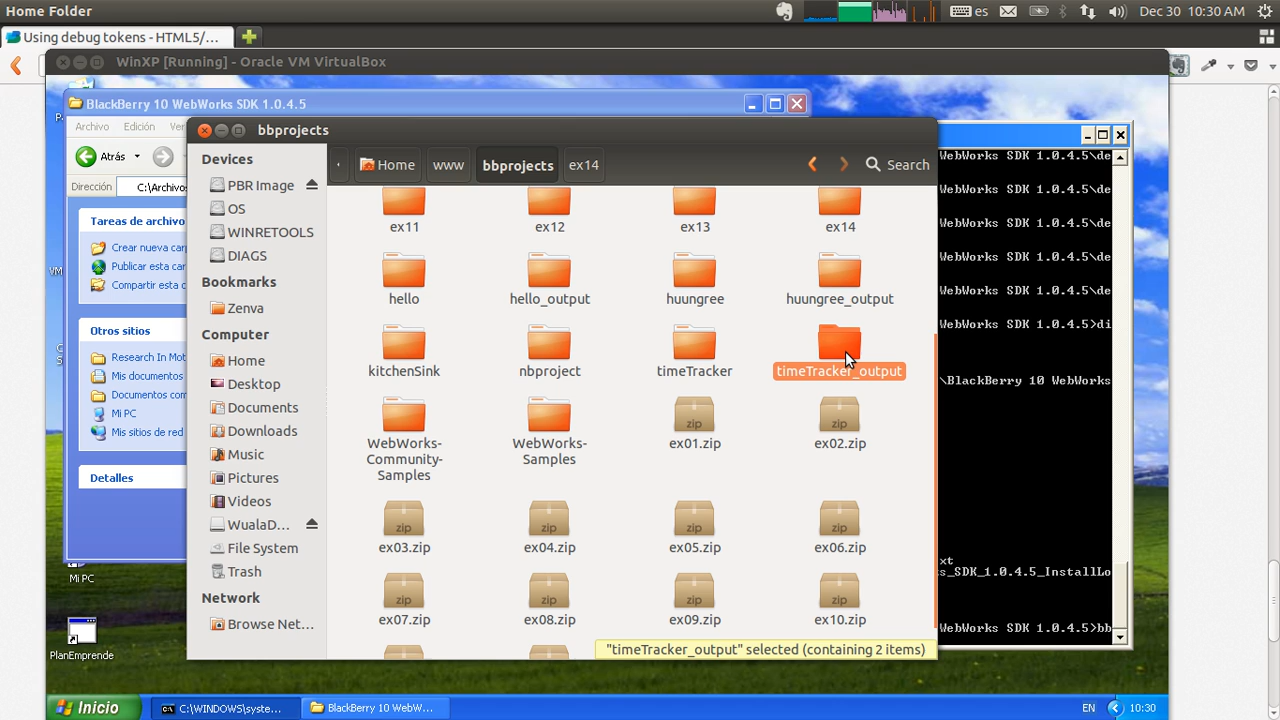 Home Folder
es
Dec 30 10:30 AM
Using debug tokens - HTML5/...
WinXP [Running] - Oracle VM VirtualBox
BlackBerry 10 WebWorks SDK 1.0.4.5
Archivo Edición Ver
Atrás
Dirección C:\Archivos
Tareas de archivo
Crear nueva car
Publicar esta car
Compartir esta c
Otros sitios
Research In Mot
Mis documentos
Documentos com
Mi PC
Mis sitios de red
Detalles
bbprojects
Devices
PBR Image
OS
WINRETOOLS
DIAGS
Bookmarks
Zenva
Computer
Home
Desktop
Documents
Downloads
Music
Pictures
Videos
WualaD...
File System
Trash
Network
Browse Net...
Home www bbprojects ex14
Search
ex11 ex12 ex13 ex14
hello hello_output huungree huungree_output
kitchenSink nbproject timeTracker timeTracker_output
WebWorks-Community-Samples WebWorks-Samples ex01.zip ex02.zip
ex03.zip ex04.zip ex05.zip ex06.zip
ex07.zip ex08.zip ex09.zip ex10.zip
"timeTracker_output" selected (containing 2 items)
WebWorks SDK 1.0.4.5\de
WebWorks SDK 1.0.4.5\de
WebWorks SDK 1.0.4.5\de
WebWorks SDK 1.0.4.5\de
WebWorks SDK 1.0.4.5\de
WebWorks SDK 1.0.4.5>di
\BlackBerry 10 WebWorks
xt
s_SDK_1.0.4.5_InstallLo
WebWorks SDK 1.0.4.5>bb
Mi PC
PlanEmprende
Inicio
C:\WINDOWS\syste...
BlackBerry 10 WebW...
EN
10:30